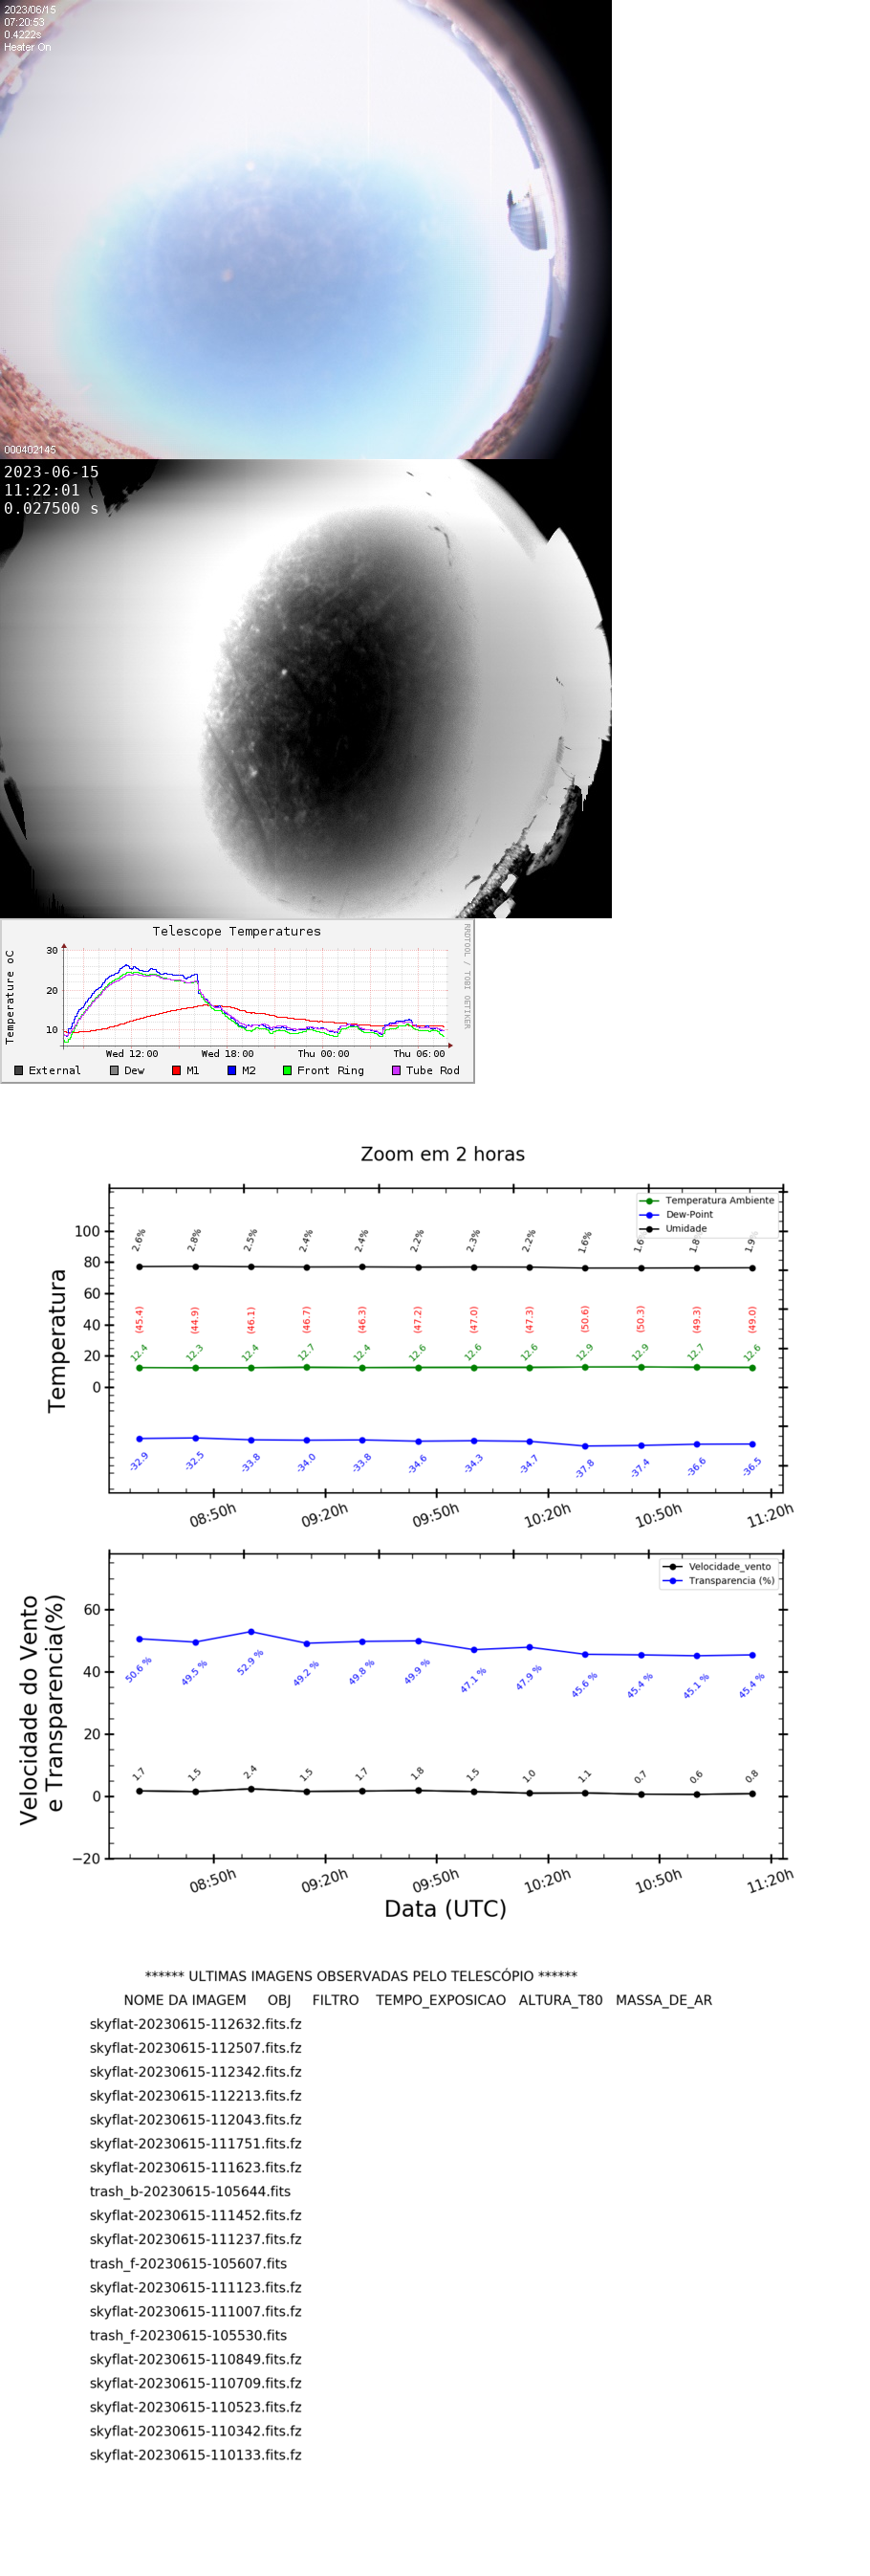 2023/06/15
07:20:53
0.4222s
Heater On
000402145
2023-06-15
11:22:01
0.027500 s
Telescope Temperatures
RRDTOOL / TOBI OETIKER
Temperature oC
30
20
10
Wed 12:00 Wed 18:00 Thu 00:00 Thu 06:00
External Dew M1 M2 Front Ring Tube Rod
Zoom em 2 horas
Temperatura
Temperatura Ambiente
Dew-Point
Umidade
100
80
60
40
20
0
2.6% 2.8% 2.5% 2.4% 2.4% 2.2% 2.3% 2.2% 1.6% 1.6 1.8 1.9%
(45.4) (44.9) (46.1) (46.7) (46.3) (47.2) (47.0) (47.3) (50.6) (50.3) (49.3) (49.0)
12.4 12.3 12.4 12.7 12.4 12.6 12.6 12.6 12.9 12.9 12.7 12.6
-32.9 -32.5 -33.8 -34.0 -33.8 -34.6 -34.3 -34.7 -37.8 -37.4 -36.6 -36.5
08:50h 09:20h 09:50h 10:20h 10:50h 11:20h
Velocidade do Vento
e Transparencia(%)
Velocidade_vento
Transparencia (%)
60
40
20
0
−20
50.6 % 49.5 % 52.9 % 49.2 % 49.8 % 49.9 % 47.1 % 47.9 % 45.6 % 45.4 % 45.1 % 45.4 %
1.7 1.5 2.4 1.5 1.7 1.8 1.5 1.0 1.1 0.7 0.6 0.8
08:50h 09:20h 09:50h 10:20h 10:50h 11:20h
Data (UTC)
****** ULTIMAS IMAGENS OBSERVADAS PELO TELESCÓPIO ******
NOME DA IMAGEM OBJ FILTRO TEMPO_EXPOSICAO ALTURA_T80 MASSA_DE_AR
skyflat-20230615-112632.fits.fz
skyflat-20230615-112507.fits.fz
skyflat-20230615-112342.fits.fz
skyflat-20230615-112213.fits.fz
skyflat-20230615-112043.fits.fz
skyflat-20230615-111751.fits.fz
skyflat-20230615-111623.fits.fz
trash_b-20230615-105644.fits
skyflat-20230615-111452.fits.fz
skyflat-20230615-111237.fits.fz
trash_f-20230615-105607.fits
skyflat-20230615-111123.fits.fz
skyflat-20230615-111007.fits.fz
trash_f-20230615-105530.fits
skyflat-20230615-110849.fits.fz
skyflat-20230615-110709.fits.fz
skyflat-20230615-110523.fits.fz
skyflat-20230615-110342.fits.fz
skyflat-20230615-110133.fits.fz